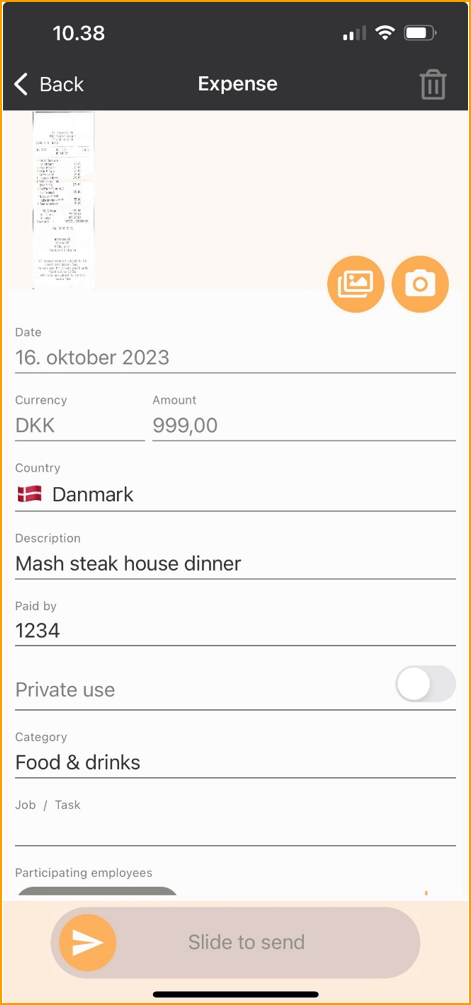 10.38
Back
Expense
Date
16. oktober 2023
Currency
Amount
DKK
999,00
Country
Danmark
Description
Mash steak house dinner
Paid by
1234
Private use
Category
Food & drinks
Job / Task
Participating employees
Slide to send